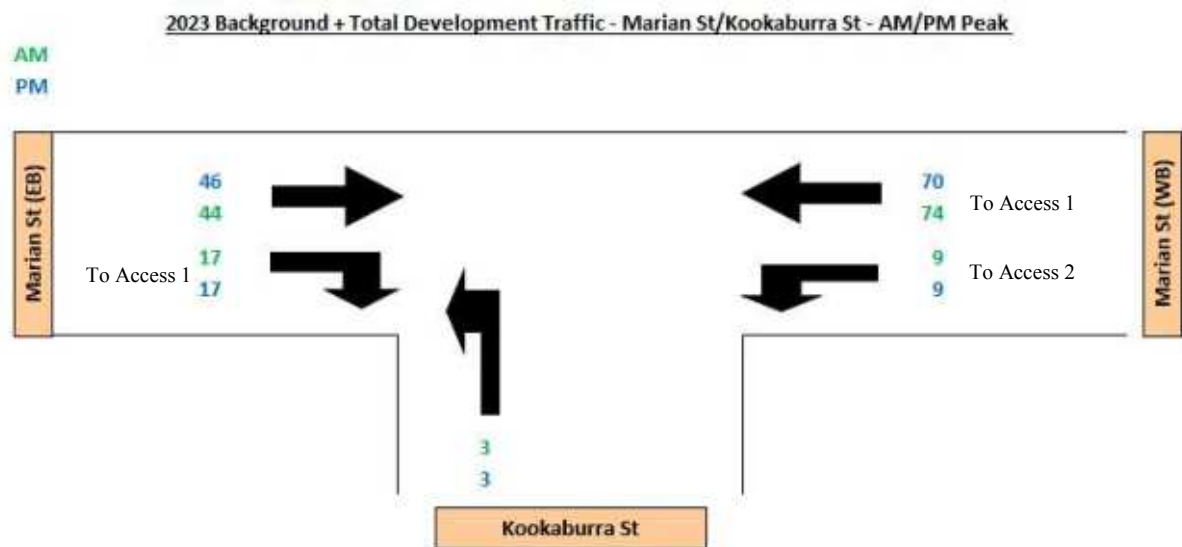 2023 Background + Total Development Traffic - Marian St/Kookaburra St - AM/PM Peak
AM
PM
Marian St (EB)
46
44
17
To Access 1
17
70
74
To Access 1
9
To Access 2
9
Marian St (WB)
3
3
Kookaburra St